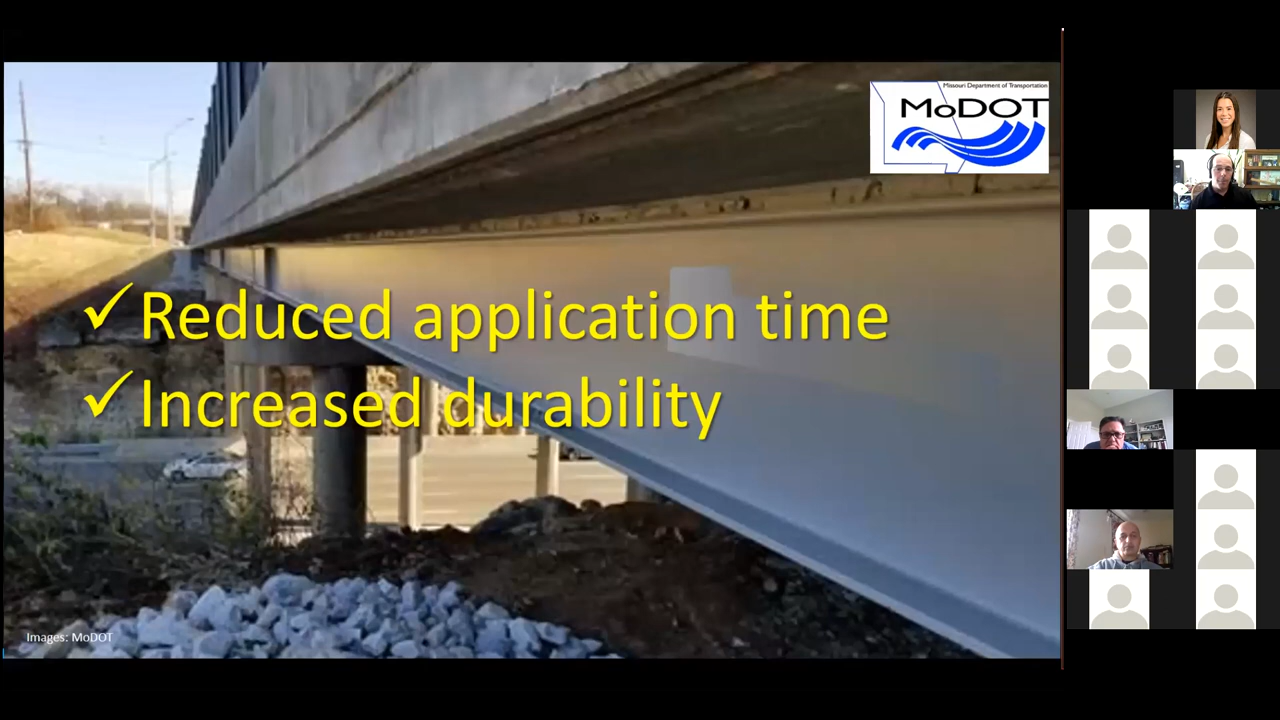 Missouri Department of Transportation
MoDOT
✓Reduced application time
✓Increased durability
Images: MoDOT